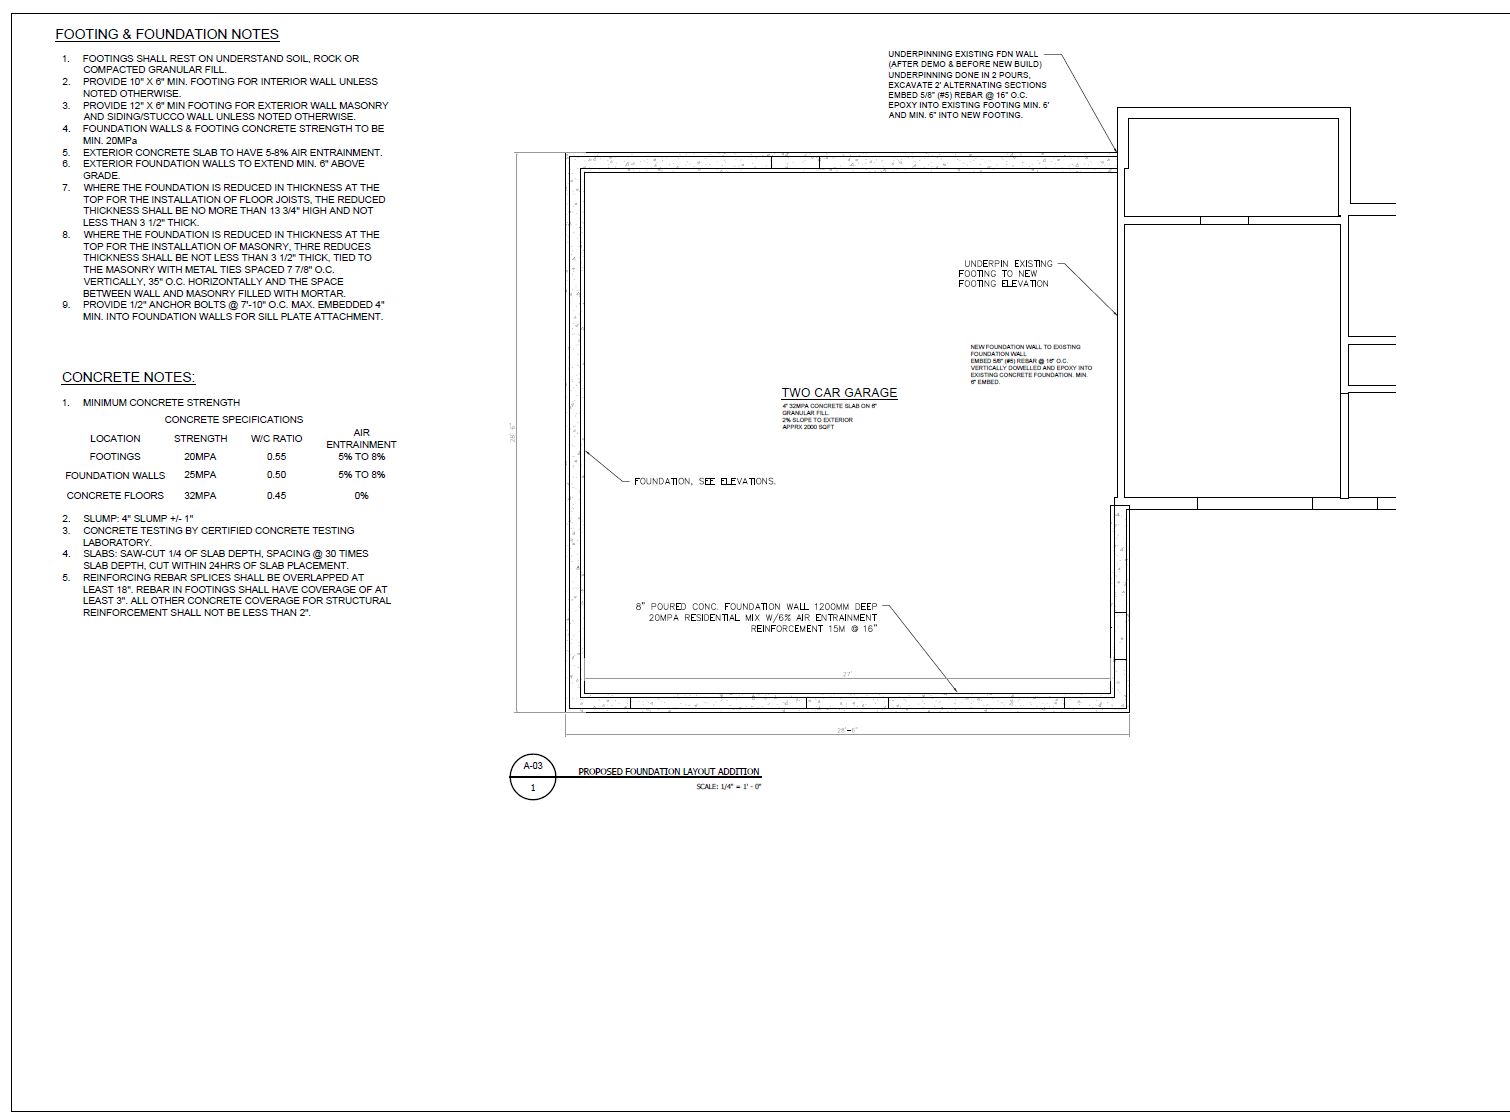 FOOTING & FOUNDATION NOTES
1. FOOTINGS SHALL REST ON UNDERSTAND SOIL, ROCK OR
COMPACTED GRANULAR FILL.
2. PROVIDE 10" X 6" MIN. FOOTING FOR INTERIOR WALL UNLESS
NOTED OTHERWISE.
3. PROVIDE 12" X 6" MIN FOOTING FOR EXTERIOR WALL MASONRY
AND SIDING/STUCCO WALL UNLESS NOTED OTHERWISE.
4. FOUNDATION WALLS & FOOTING CONCRETE STRENGTH TO BE
MIN. 20MPa
5. EXTERIOR CONCRETE SLAB TO HAVE 5-8% AIR ENTRAINMENT.
6. EXTERIOR FOUNDATION WALLS TO EXTEND MIN. 6" ABOVE
GRADE.
7. WHERE THE FOUNDATION IS REDUCED IN THICKNESS AT THE
TOP FOR THE INSTALLATION OF FLOOR JOISTS, THE REDUCED
THICKNESS SHALL BE NO MORE THAN 13 3/4" HIGH AND NOT
LESS THAN 3 1/2" THICK.
8. WHERE THE FOUNDATION IS REDUCED IN THICKNESS AT THE
TOP FOR THE INSTALLATION OF MASONRY, THRE REDUCES
THICKNESS SHALL BE NOT LESS THAN 3 1/2" THICK, TIED TO
THE MASONRY WITH METAL TIES SPACED 7 7/8" O.C.
VERTICALLY, 35" O.C. HORIZONTALLY AND THE SPACE
BETWEEN WALL AND MASONRY FILLED WITH MORTAR.
9. PROVIDE 1/2" ANCHOR BOLTS @ 7'-10" O.C. MAX. EMBEDDED 4"
MIN. INTO FOUNDATION WALLS FOR SILL PLATE ATTACHMENT.
CONCRETE NOTES:
1. MINIMUM CONCRETE STRENGTH
CONCRETE SPECIFICATIONS
LOCATION STRENGTH W/C RATIO AIR ENTRAINMENT
FOOTINGS 20MPA 0.55 5% TO 8%
FOUNDATION WALLS 25MPA 0.50 5% TO 8%
CONCRETE FLOORS 32MPA 0.45 0%
2. SLUMP: 4" SLUMP +/- 1"
3. CONCRETE TESTING BY CERTIFIED CONCRETE TESTING
LABORATORY.
4. SLABS: SAW-CUT 1/4 OF SLAB DEPTH, SPACING @ 30 TIMES
SLAB DEPTH, CUT WITHIN 24HRS OF SLAB PLACEMENT.
5. REINFORCING REBAR SPLICES SHALL BE OVERLAPPED AT
LEAST 18". REBAR IN FOOTINGS SHALL HAVE COVERAGE OF AT
LEAST 3". ALL OTHER CONCRETE COVERAGE FOR STRUCTURAL
REINFORCEMENT SHALL NOT BE LESS THAN 2".
UNDERPINNING EXISTING FDN WALL
(AFTER DEMO & BEFORE NEW BUILD)
UNDERPINNING DONE IN 2 POURS,
EXCAVATE 2' ALTERNATING SECTIONS
EMBED 5/8" (#5) REBAR @ 16" O.C.
EPOXY INTO EXISTING FOOTING MIN. 6'
AND MIN. 6" INTO NEW FOOTING.
UNDERPIN EXISTING
FOOTING TO NEW
FOOTING ELEVATION
NEW FOUNDATION WALL TO EXISTING
FOUNDATION WALL
EMBED 5/8" (#5) REBAR @ 16" O.C.
VERTICALLY DOWELLED AND EPOXY INTO
EXISTING CONCRETE FOUNDATION. MIN.
6" EMBED.
TWO CAR GARAGE
4" 32MPA CONCRETE SLAB ON 6"
GRANULAR FILL.
2% SLOPE TO EXTERIOR
APPRX 2000 SQFT
28'-6"
FOUNDATION, SEE ELEVATIONS.
8" POURED CONC. FOUNDATION WALL 1200MM DEEP
20MPA RESIDENTIAL MIX W/6% AIR ENTRAINMENT
REINFORCEMENT 15M @ 16"
27'
28'-6"
A-03
1
PROPOSED FOUNDATION LAYOUT ADDITION
SCALE: 1/4" = 1' - 0"